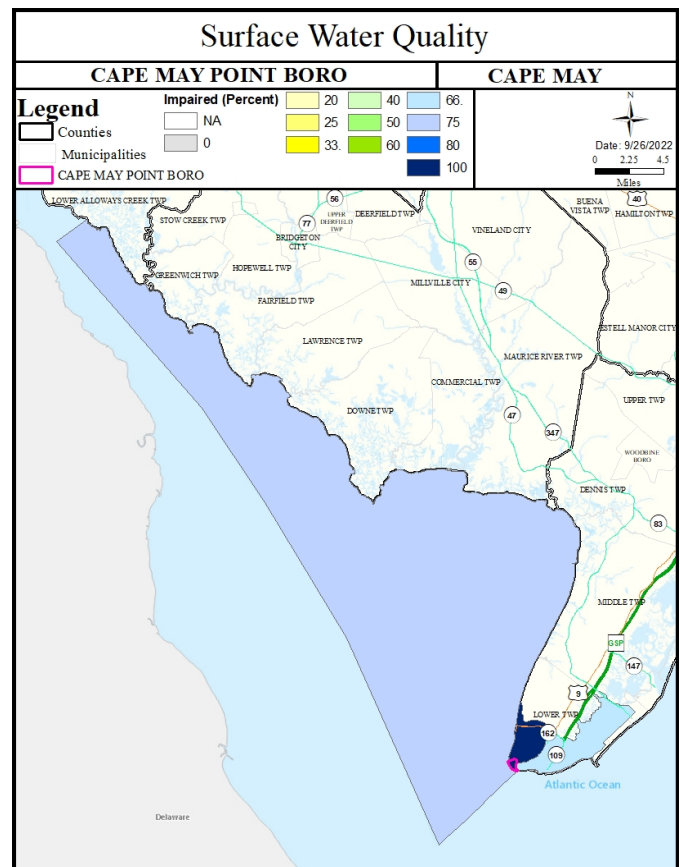 Surface Water Quality
CAPE MAY POINT BORO
CAPE MAY
Legend
Counties
Municipalities
CAPE MAY POINT BORO
Impaired (Percent)
NA
0
20
25
33.
40
50
60
66.
75
80
100
N
Date: 9/26/2022
0 2.25 4.5
Miles
LOWER ALLOWAYS CREEK TWP
STOW CREEK TWP
56
UPPER
DEERFIELD
TWP
DEERFIELD TWP
BUENA
VISTA TWP
40
HAMILTON TWP
77
BRIDGETON
CITY
VINELAND CITY
GREENWICH TWP
HOPEWELL TWP
55
MILLVILLE CITY
49
FAIRFIELD TWP
ESTELL MANOR CITY
LAWRENCE TWP
MAURICE RIVER TWP
COMMERCIAL TWP
UPPER TWP
DOWNE TWP
47
347
WOODBINE
BORO
DENNIS TWP
83
MIDDLE TWP
GSP
147
9
LOWER TWP
162
109
Atlantic Ocean
Delaware